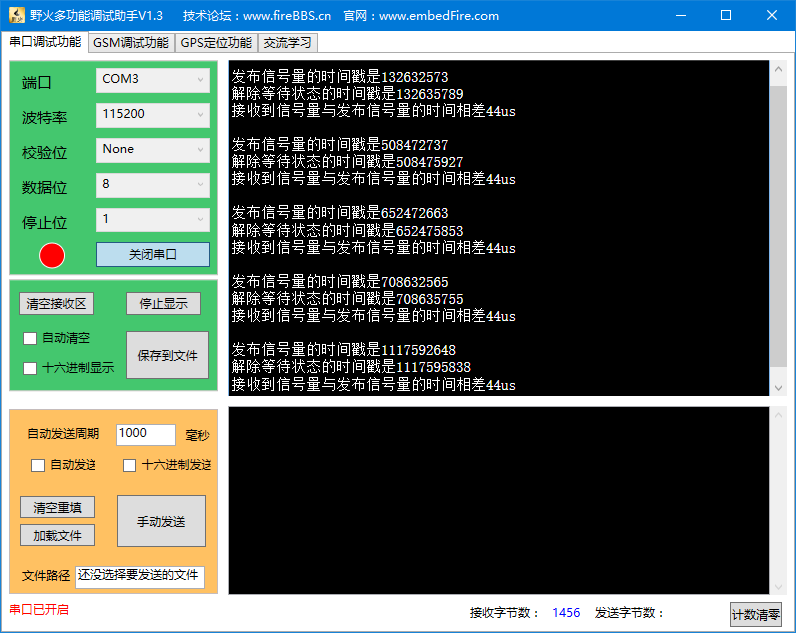 野火多功能调试助手V1.3 技术论坛：www.fireBBS.cn 官网：www.embedFire.com
串口调试功能 GSM调试功能 GPS定位功能 交流学习
端口 COM3
波特率 115200
校验位 None
数据位 8
停止位 1
关闭串口
清空接收区 停止显示
自动清空
十六进制显示
保存到文件
发布信号量的时间戳是132632573
解除等待状态的时间戳是132635789
接收到信号量与发布信号量的时间相差44us
发布信号量的时间戳是508472737
解除等待状态的时间戳是508475927
接收到信号量与发布信号量的时间相差44us
发布信号量的时间戳是652472663
解除等待状态的时间戳是652475853
接收到信号量与发布信号量的时间相差44us
发布信号量的时间戳是708632565
解除等待状态的时间戳是708635755
接收到信号量与发布信号量的时间相差44us
发布信号量的时间戳是1117592648
解除等待状态的时间戳是1117595838
接收到信号量与发布信号量的时间相差44us
自动发送周期 1000 毫秒
自动发送 十六进制发送
清空重填
加载文件
手动发送
文件路径 还没选择要发送的文件
串口已开启
接收字节数： 1456 发送字节数：
计数清零